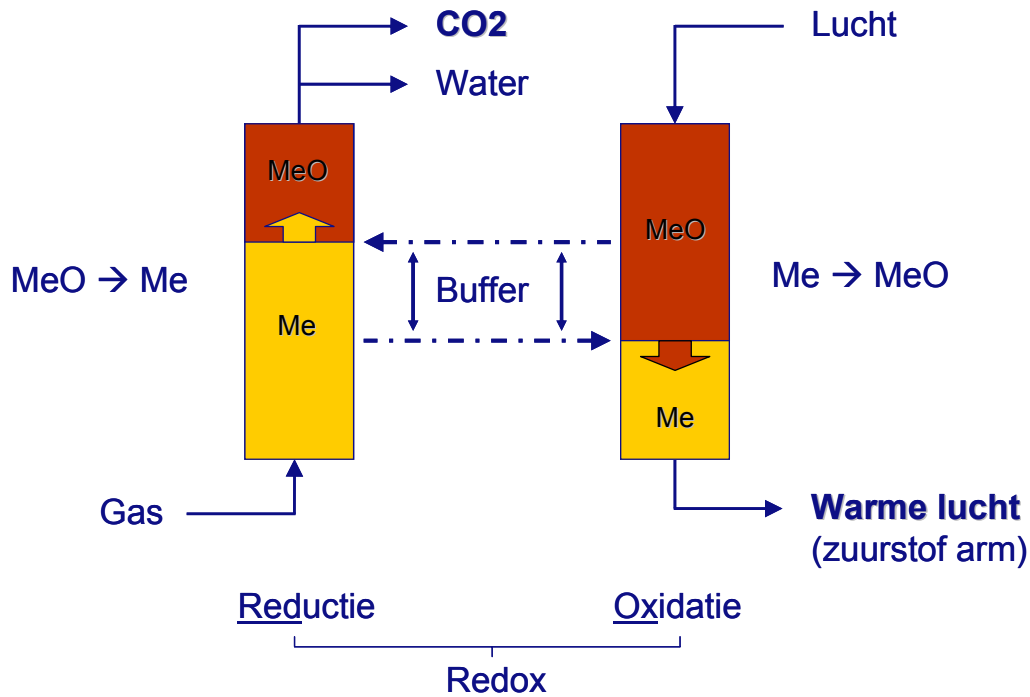 CO2
Water
Lucht
MeO
MeO
MeO → Me
Buffer
Me → MeO
Me
Me
Gas
Warme lucht
(zuurstof arm)
Reductie
Oxidatie
Redox